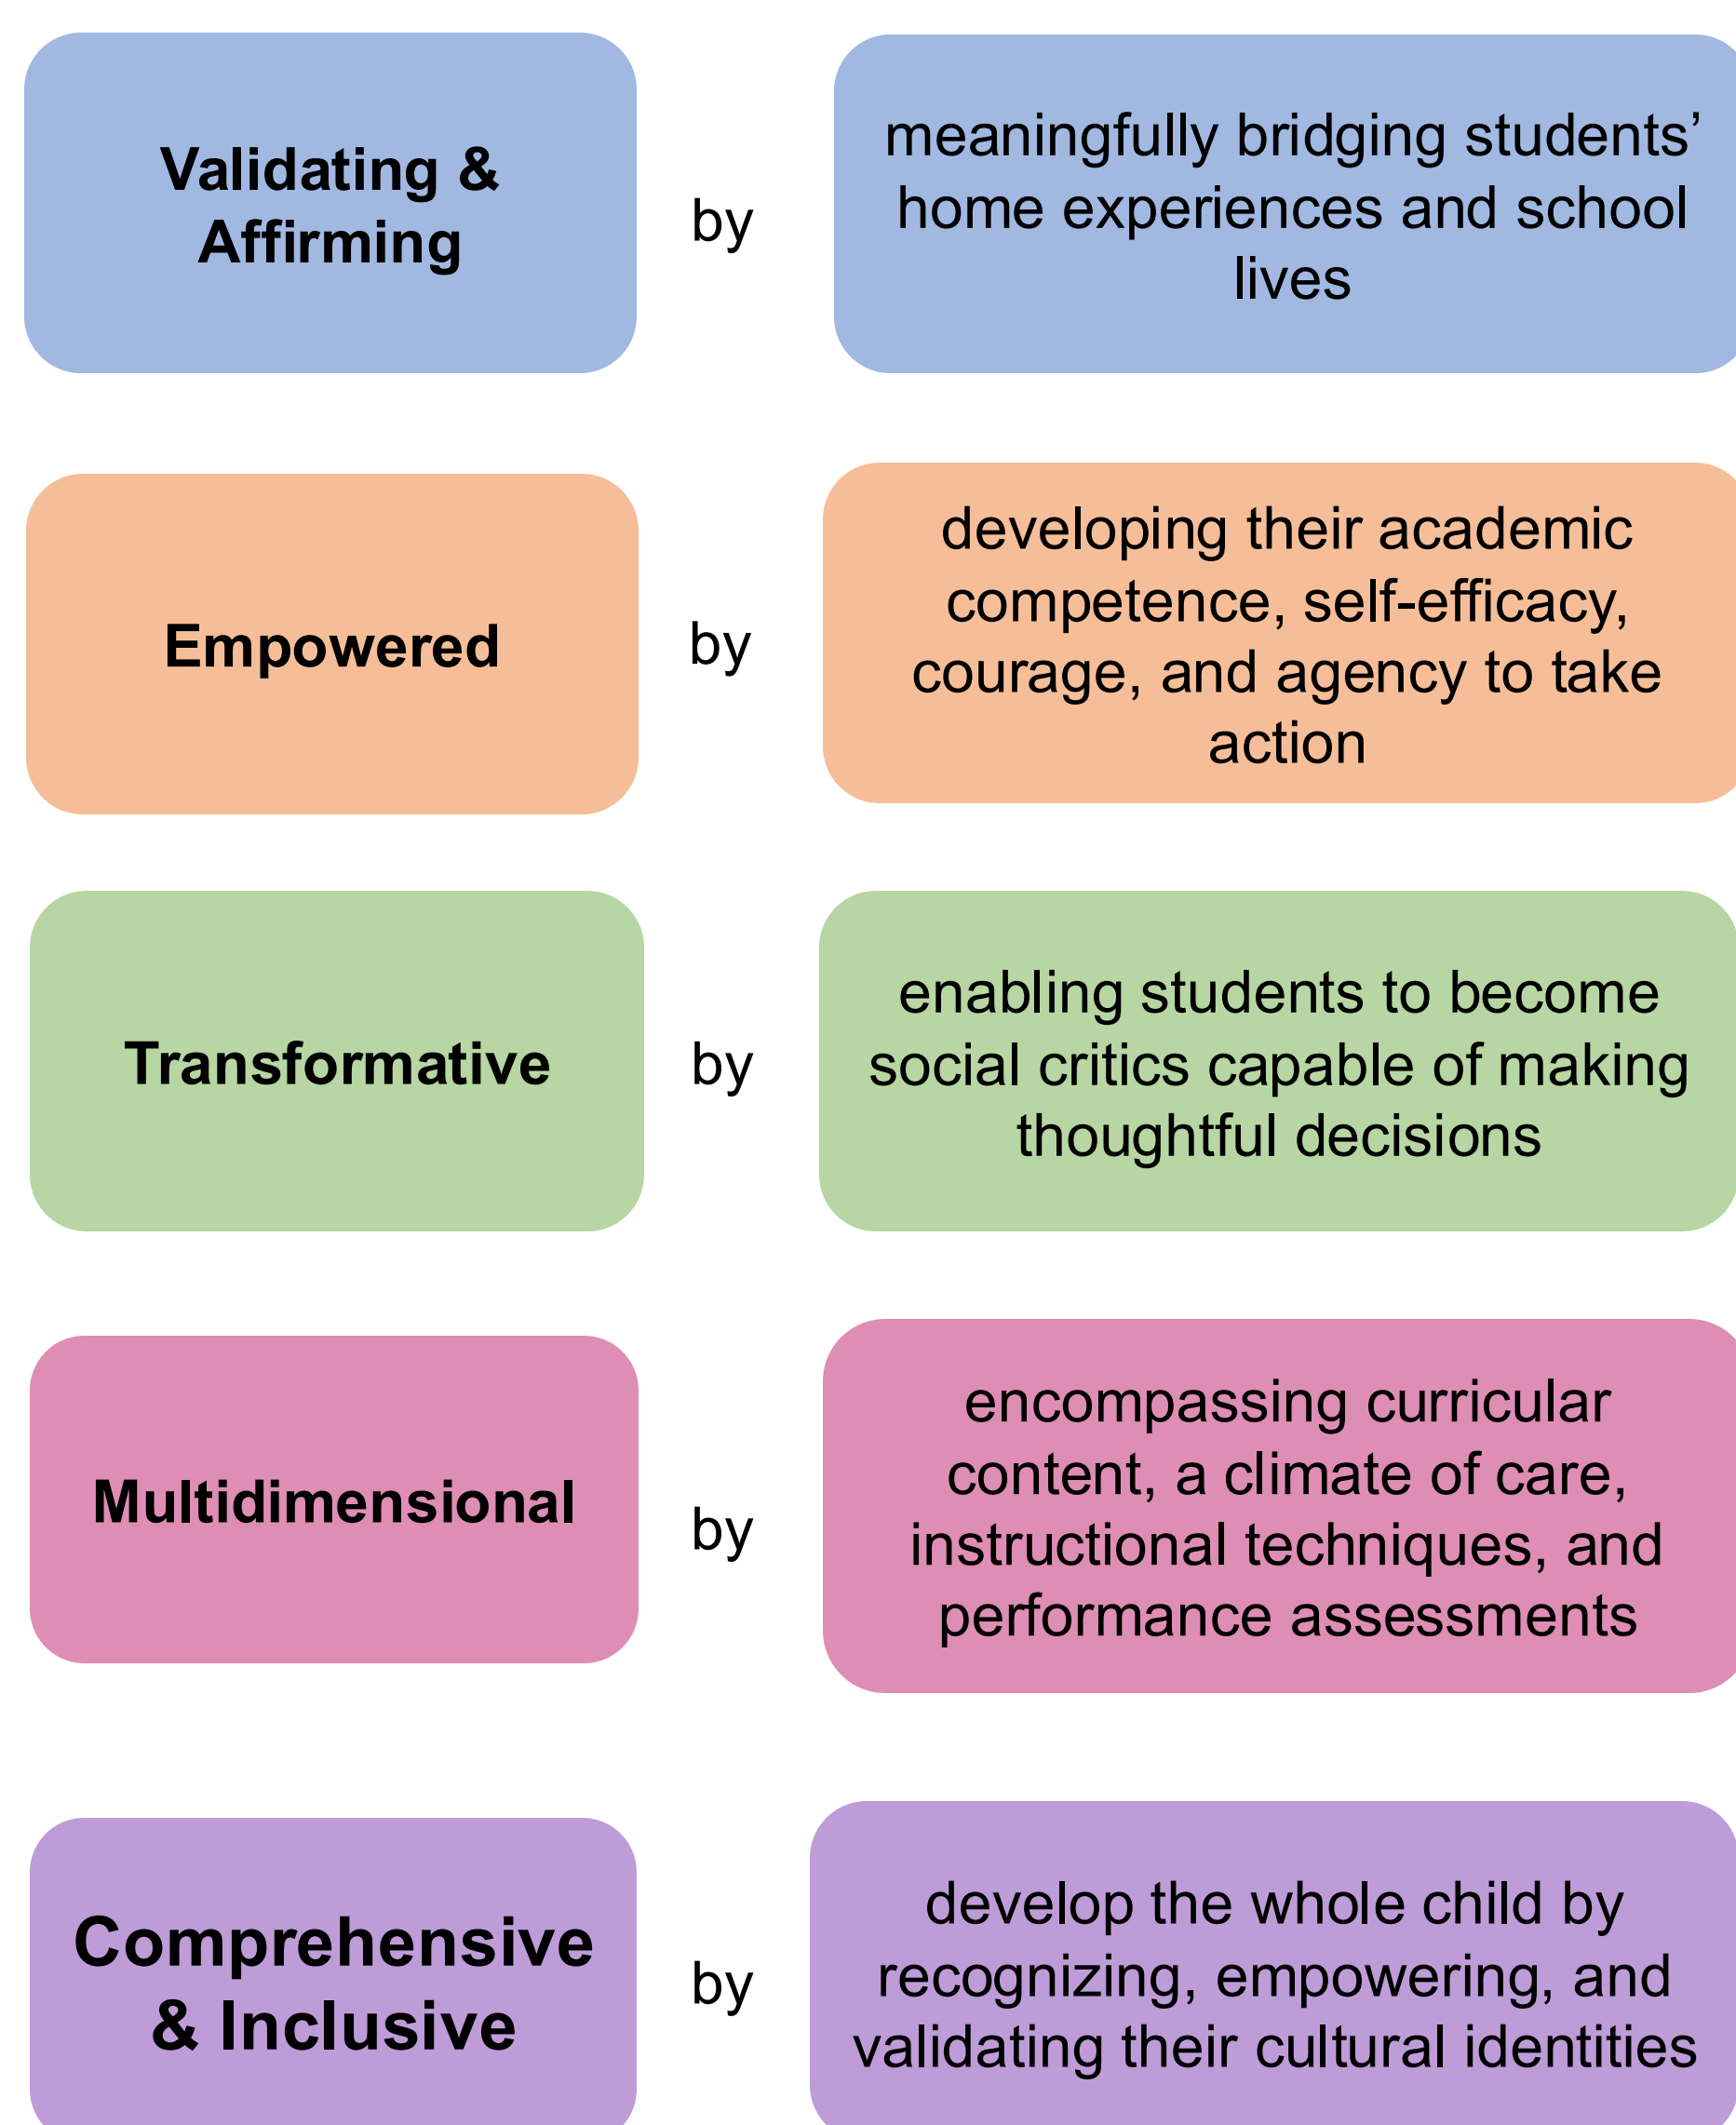 Validating &
Affirming
by
meaningfully bridging students’
home experiences and school
lives
Empowered
by
developing their academic
competence, self-efficacy,
courage, and agency to take
action
Transformative
by
enabling students to become
social critics capable of making
thoughtful decisions
Multidimensional
by
encompassing curricular
content, a climate of care,
instructional techniques, and
performance assessments
Comprehensive
& Inclusive
by
develop the whole child by
recognizing, empowering, and
validating their cultural identities